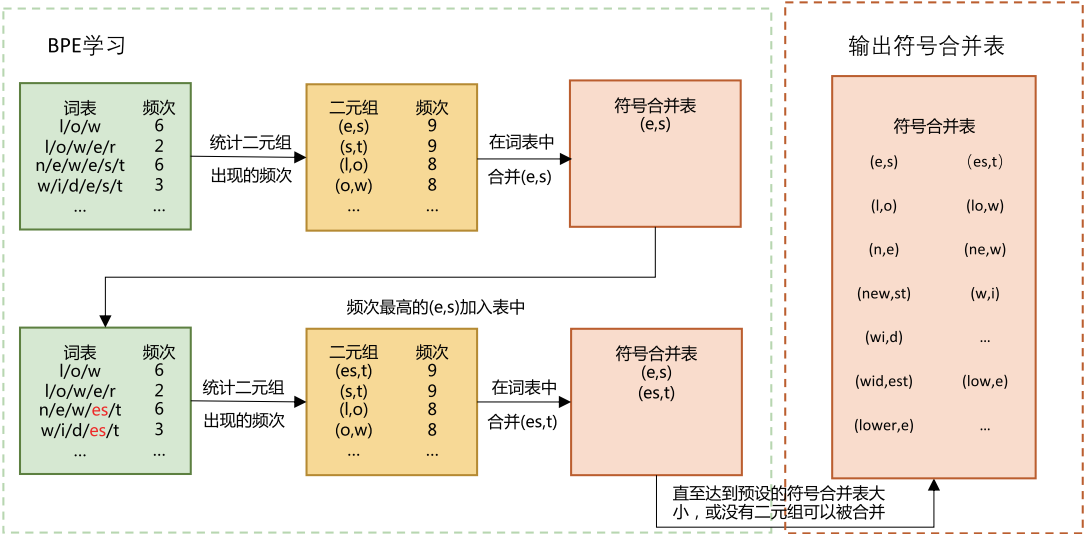 BPE学习
词表 频次
l/o/w 6
l/o/w/e/r 2
n/e/w/e/s/t 6
w/i/d/e/s/t 3
... ...
统计二元组
出现的频次
二元组 频次
(e,s) 9
(s,t) 9
(l,o) 8
(o,w) 8
... ...
在词表中
合并(e,s)
符号合并表
(e,s)
频次最高的(e,s)加入表中
词表 频次
l/o/w 6
l/o/w/e/r 2
n/e/w/es/t 6
w/i/d/es/t 3
... ...
统计二元组
出现的频次
二元组 频次
(es,t) 9
(s,t) 9
(l,o) 8
(o,w) 8
... ...
在词表中
合并(es,t)
符号合并表
(e,s)
(es,t)
直至达到预设的符号合并表大
小，或没有二元组可以被合并
输出符号合并表
符号合并表
(e,s) （es,t）
(l,o) (lo,w)
(n,e) (ne,w)
(new,st) (w,i)
(wi,d) ...
(wid,est) (low,e)
(lower,e) ...